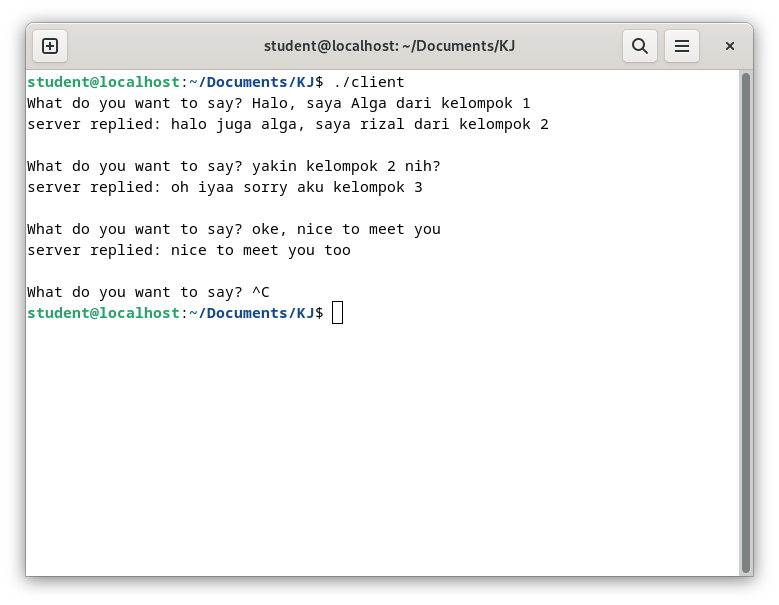 student@localhost: ~/Documents/KJ
student@localhost:~/Documents/KJ$ ./client
What do you want to say? Halo, saya Alga dari kelompok 1
server replied: halo juga alga, saya rizal dari kelompok 2
What do you want to say? yakin kelompok 2 nih?
server replied: oh iyaa sorry aku kelompok 3
What do you want to say? oke, nice to meet you
server replied: nice to meet you too
What do you want to say? ^C
student@localhost:~/Documents/KJ$